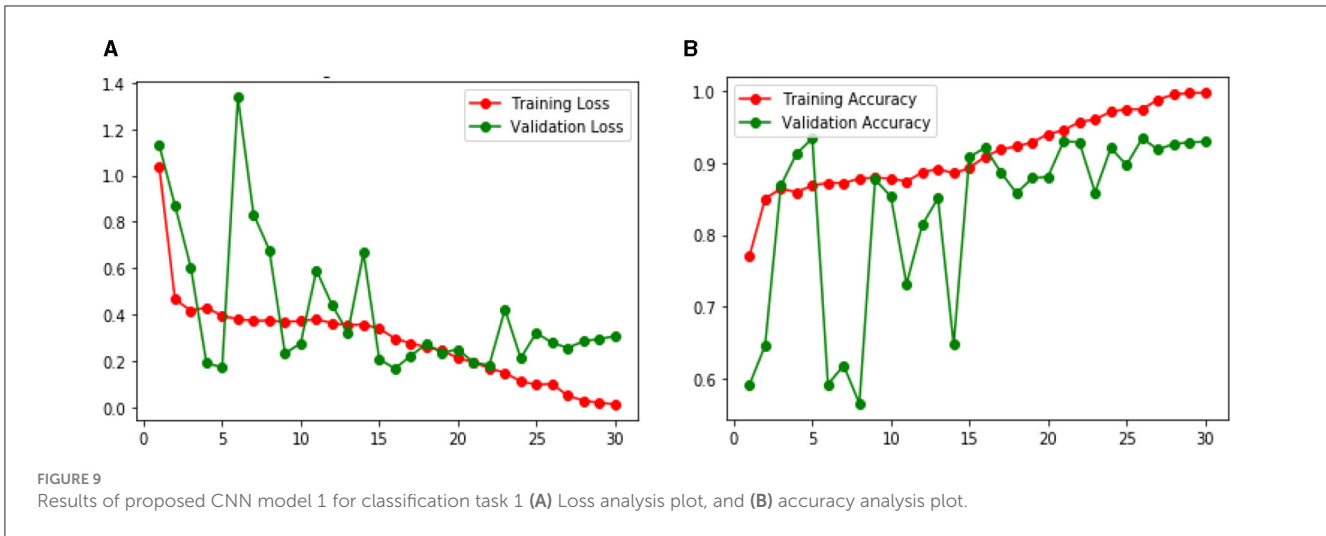 A
B
1.4
1.2
1.0
0.8
0.6
0.4
0.2
0.0
0 5 10 15 20 25 30
Training Loss
Validation Loss
1.0
0.9
0.8
0.7
0.6
0 5 10 15 20 25 30
Training Accuracy
Validation Accuracy
FIGURE 9
Results of proposed CNN model 1 for classification task 1 (A) Loss analysis plot, and (B) accuracy analysis plot.